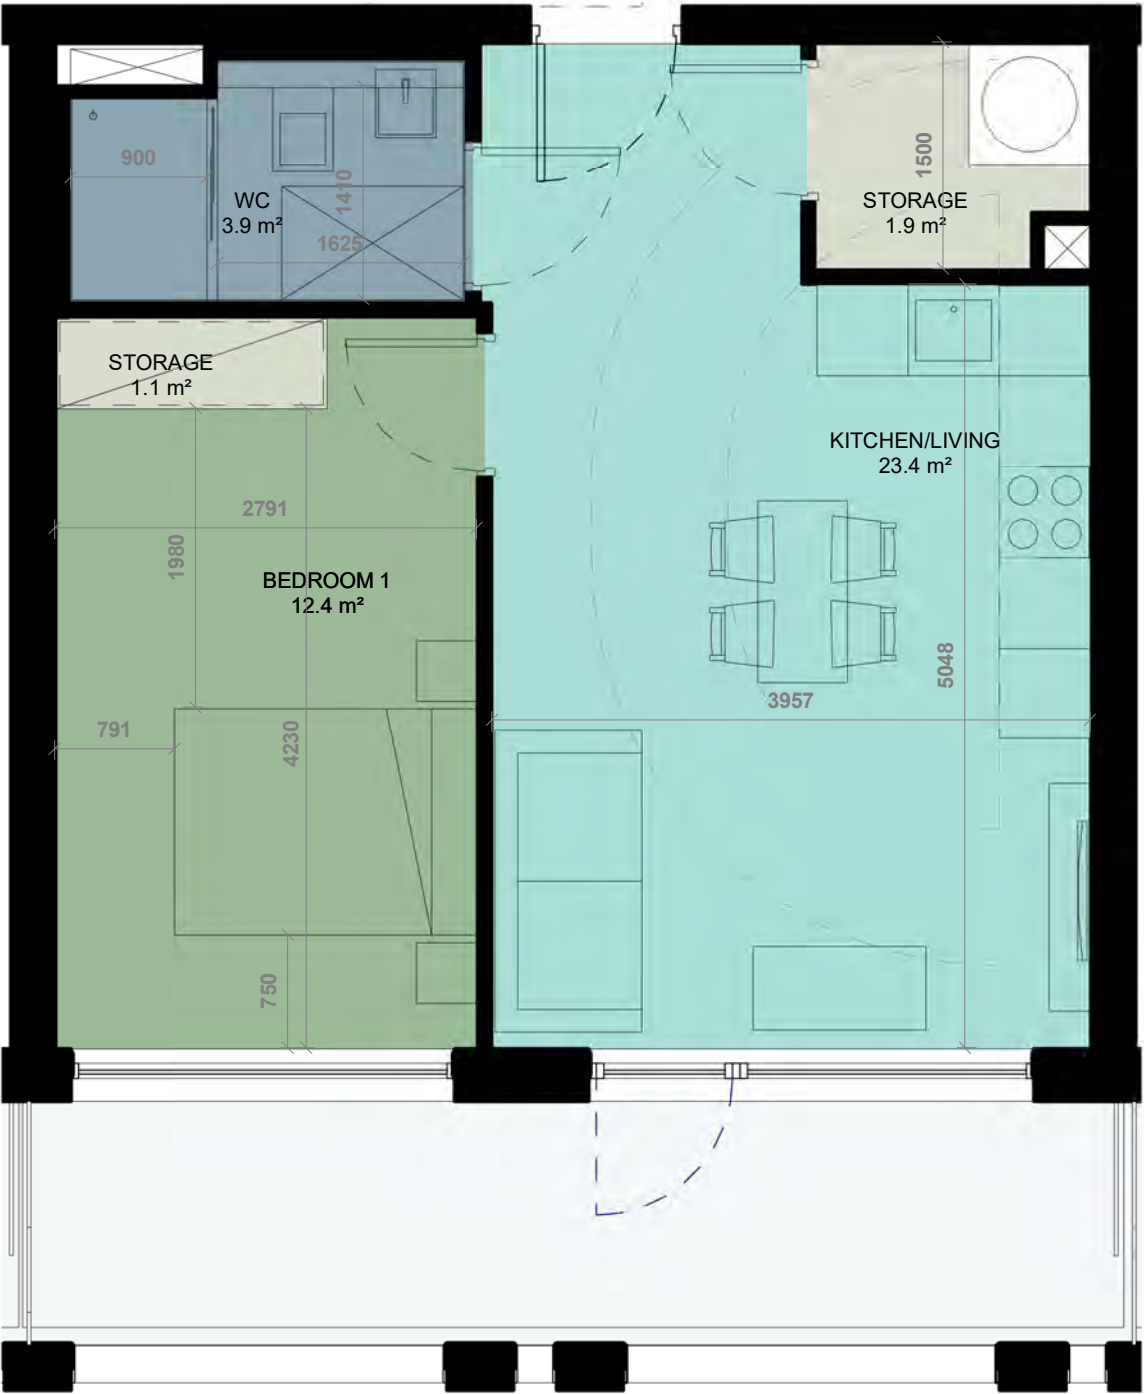 900
WC
3.9 m²
1410
1625
1500
STORAGE
1.9 m²
STORAGE
1.1 m²
KITCHEN/LIVING
23.4 m²
2791
1980
BEDROOM 1
12.4 m²
5048
3957
791
4230
750